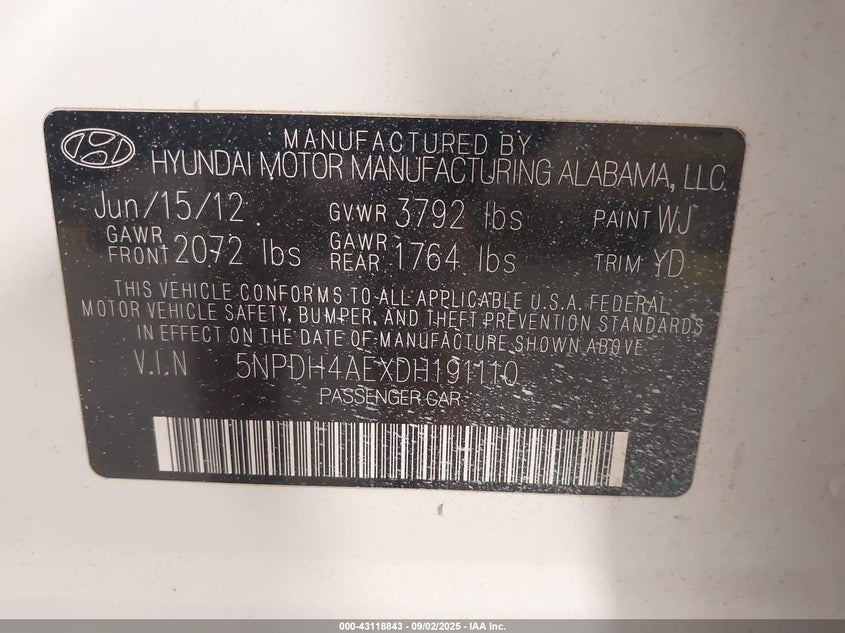 MANUFACTURED BY
HYUNDAI MOTOR MANUFACTURING ALABAMA, LLC.
Jun/15/12 GVWR 3792 lbs PAINT WJ
GAWR FRONT 2072 lbs GAWR REAR 1764 lbs TRIM YD
THIS VEHICLE CONFORMS TO ALL APPLICABLE U.S.A. FEDERAL
MOTOR VEHICLE SAFETY, BUMPER, AND THEFT PREVENTION STANDARDS
IN EFFECT ON THE DATE OF MANUFACTURE SHOWN ABOVE
V.I.N 5NPDH4AEXDH191110
PASSENGER CAR
000-43118843 - 09/02/2025 - IAA Inc.